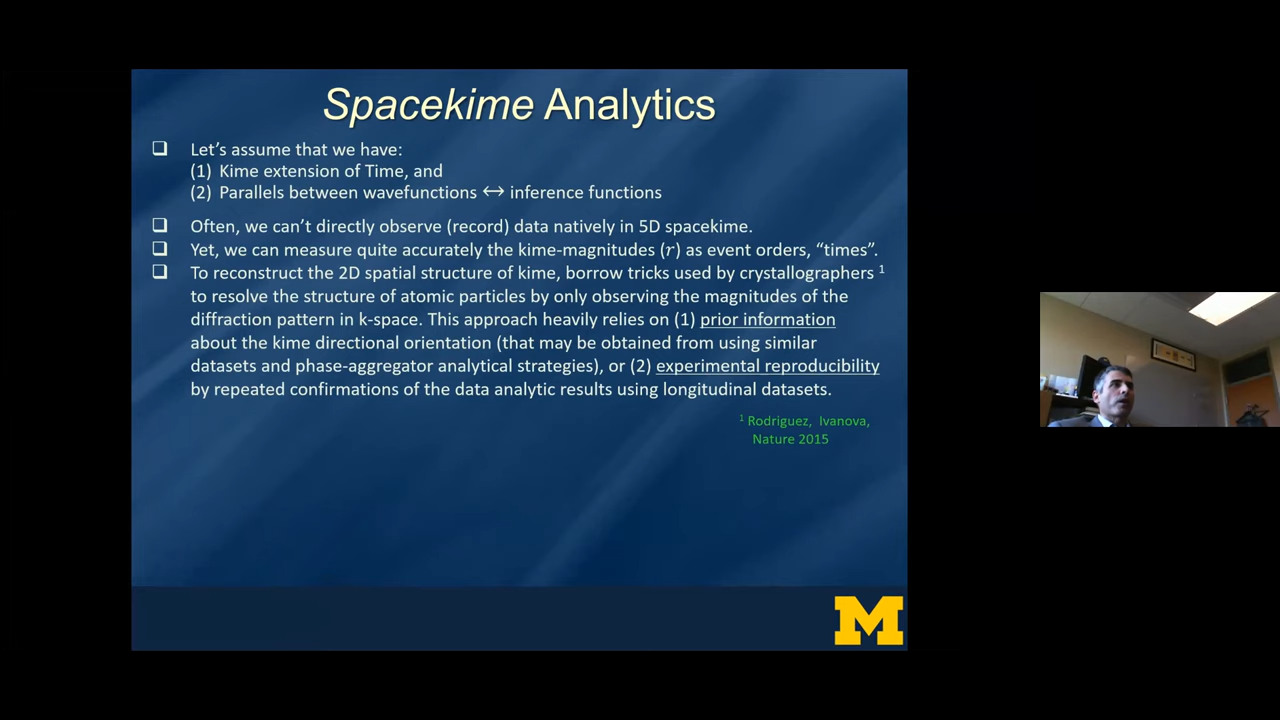 Spacekime Analytics
❑ Let’s assume that we have:
(1) Kime extension of Time, and
(2) Parallels between wavefunctions ↔ inference functions
❑ Often, we can’t directly observe (record) data natively in 5D spacekime.
❑ Yet, we can measure quite accurately the kime-magnitudes (r) as event orders, “times”.
❑ To reconstruct the 2D spatial structure of kime, borrow tricks used by crystallographers ¹
to resolve the structure of atomic particles by only observing the magnitudes of the
diffraction pattern in k-space. This approach heavily relies on (1) prior information
about the kime directional orientation (that may be obtained from using similar
datasets and phase-aggregator analytical strategies), or (2) experimental reproducibility
by repeated confirmations of the data analytic results using longitudinal datasets.
¹ Rodriguez, Ivanova,
Nature 2015
M